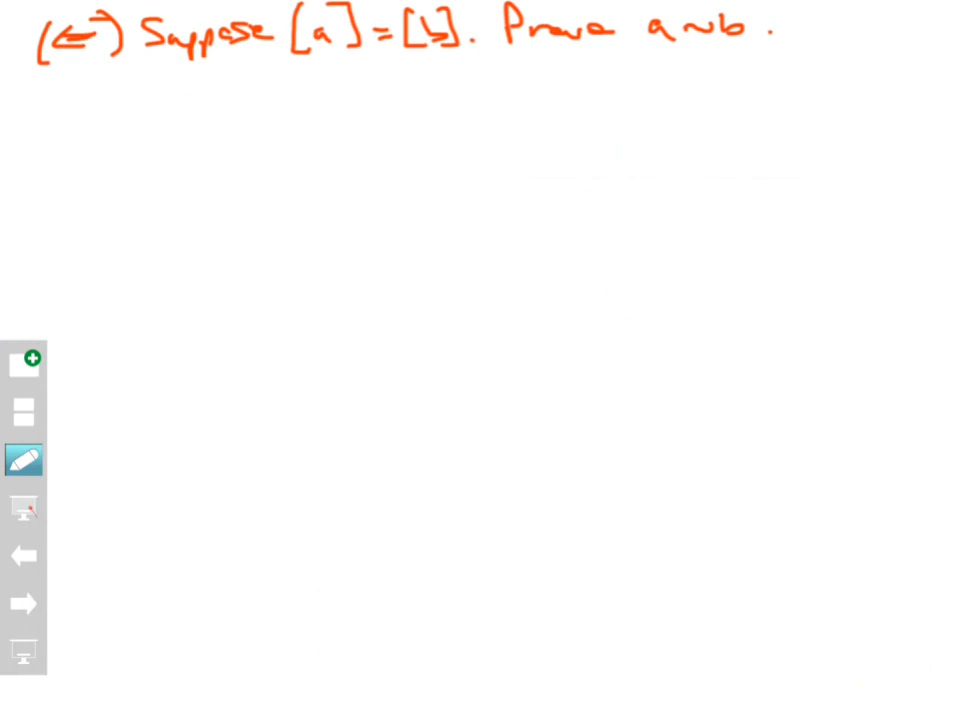 (⇐) Suppose [a] = [b]. Prove a ~ b.